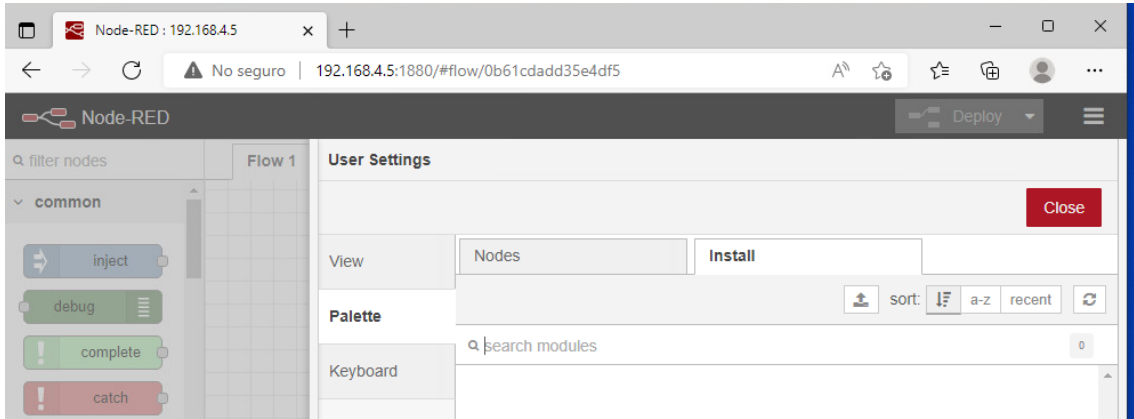 Node-RED : 192.168.4.5
No seguro
192.168.4.5:1880/#flow/0b61cdadd35e4df5
Node-RED
Deploy
filter nodes
Flow 1
User Settings
common
Close
inject
debug
complete
catch
View
Palette
Keyboard
Nodes
Install
sort:
a-z
recent
search modules
0